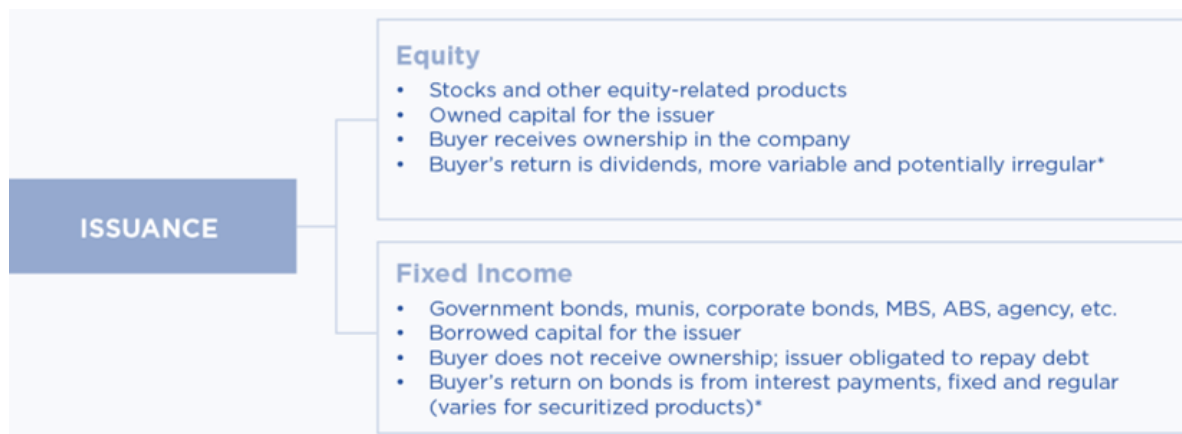 Equity
• Stocks and other equity-related products
• Owned capital for the issuer
• Buyer receives ownership in the company
• Buyer's return is dividends, more variable and potentially irregular*
ISSUANCE
Fixed Income
• Government bonds, munis, corporate bonds, MBS, ABS, agency, etc.
• Borrowed capital for the issuer
• Buyer does not receive ownership; issuer obligated to repay debt
• Buyer's return on bonds is from interest payments, fixed and regular
(varies for securitized products)*